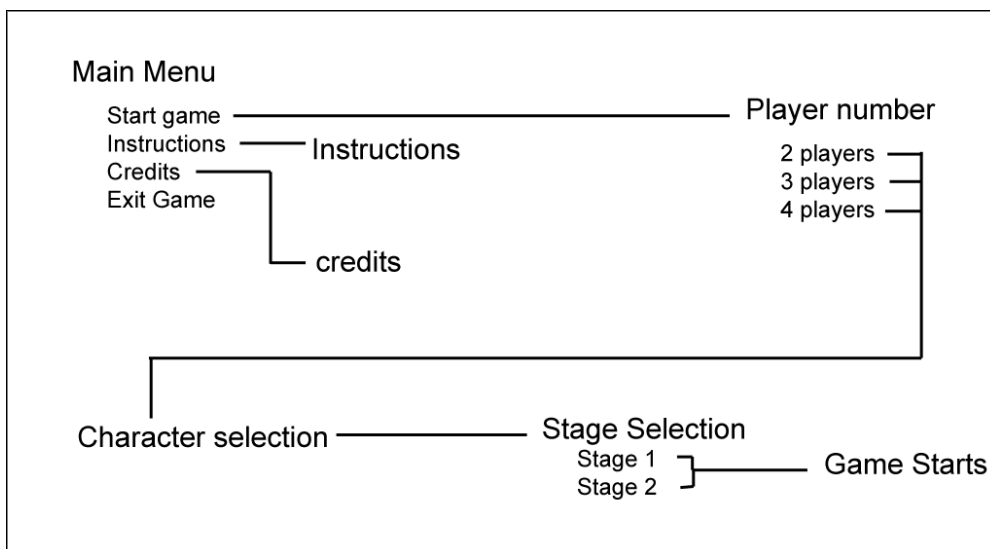 Main Menu
Start game
Instructions
Credits
Exit Game
Instructions
credits
Player number
2 players
3 players
4 players
Character selection
Stage Selection
Stage 1
Stage 2
Game Starts